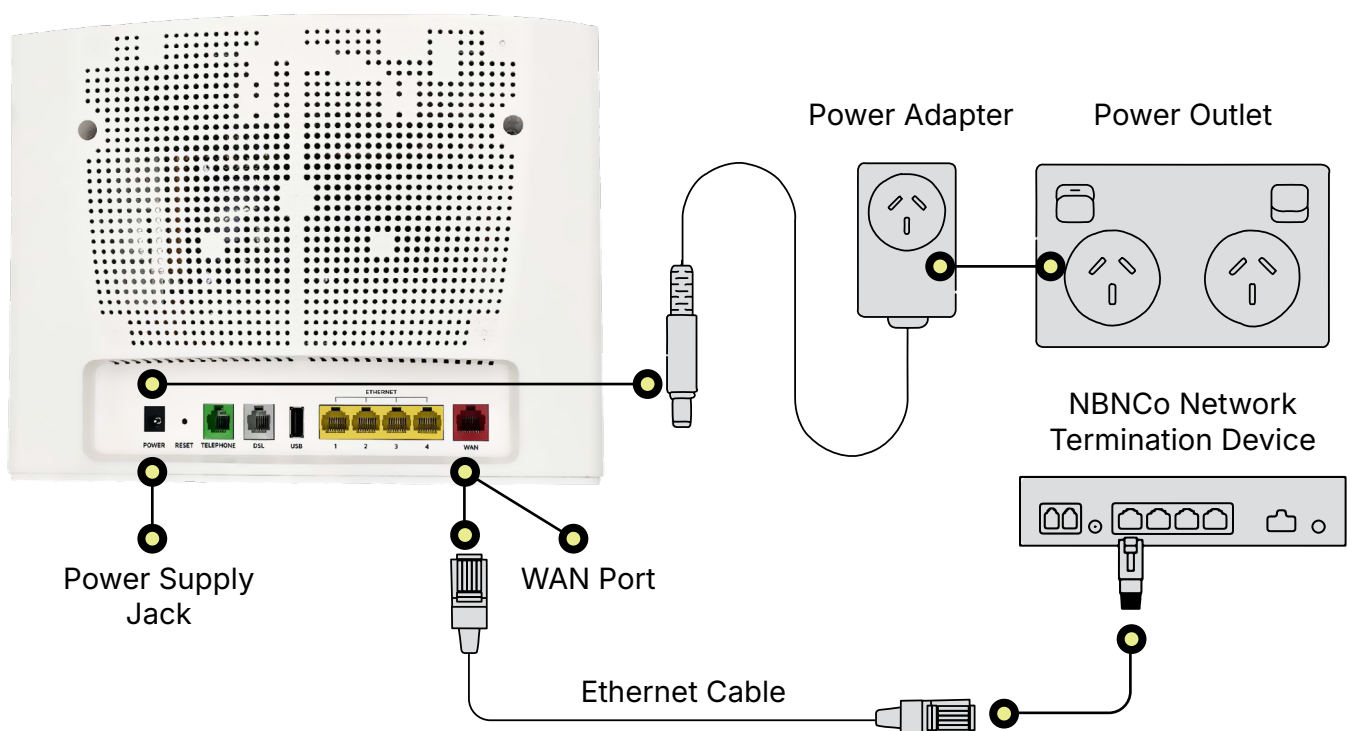 Power Adapter
Power Outlet
ETHERNET
POWER
RESET
TELEPHONE
DSL
USB
1
2
3
4
WAN
NBNCo Network
Termination Device
Power Supply
Jack
WAN Port
Ethernet Cable